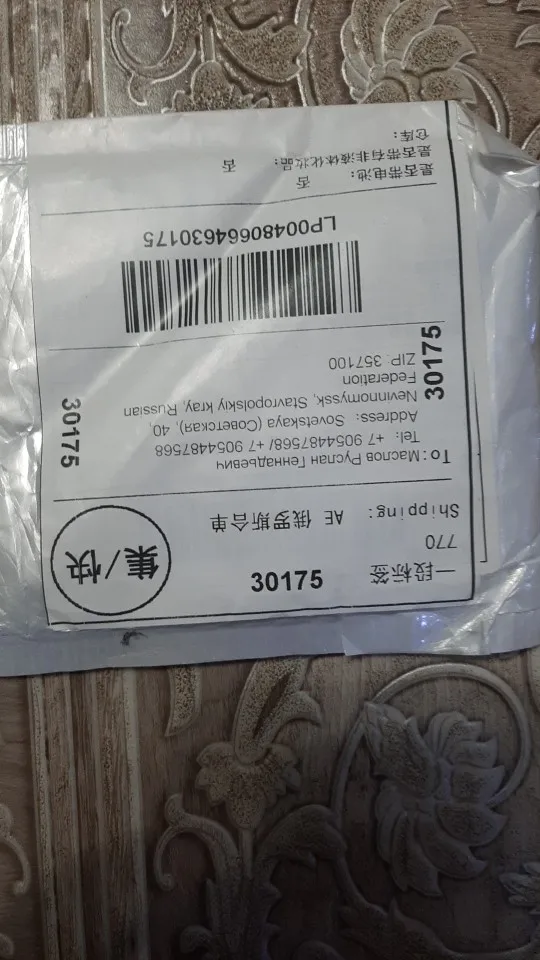 一段标签
30175
集/快
770
Shipping: AE 俄罗斯合单
To: Маслов Руслан Геннадьевич
Tel: +7 9054487568/ +7 9054487568
Address: Sovetskaya (Советская), 40,
Nevinnomyssk, Stavropolskiy kray, Russian
Federation
ZIP: 357100
30175
30175
LP00480664630175
是否带电池: 否
是否带有非液体化妆品: 否
仓库: